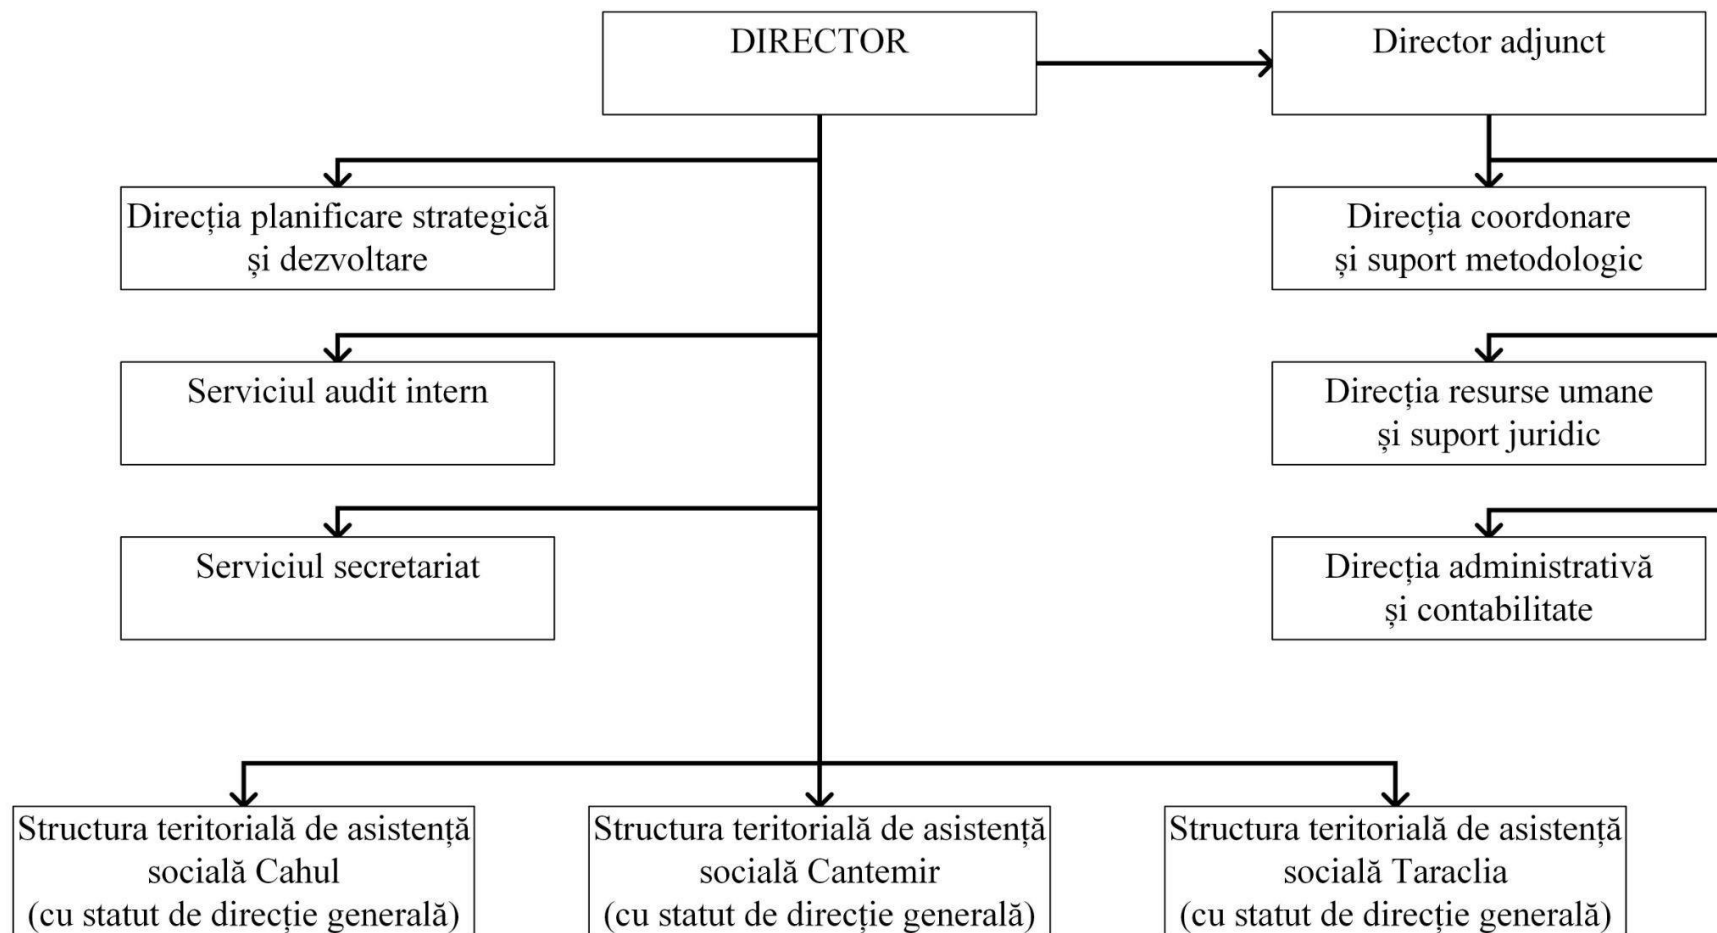 DIRECTOR
Director adjunct
Direcția planificare strategică
și dezvoltare
Direcția coordonare
și suport metodologic
Serviciul audit intern
Direcția resurse umane
și suport juridic
Serviciul secretariat
Direcția administrativă
și contabilitate
Structura teritorială de asistență
socială Cahul
(cu statut de direcție generală)
Structura teritorială de asistență
socială Cantemir
(cu statut de direcție generală)
Structura teritorială de asistență
socială Taraclia
(cu statut de direcție generală)